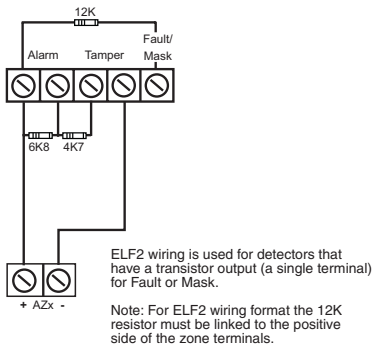 12K
Fault/
Alarm Tamper Mask
6K8 4K7
+ AZx -
ELF2 wiring is used for detectors that
have a transistor output (a single terminal)
for Fault or Mask.
Note: For ELF2 wiring format the 12K
resistor must be linked to the positive
side of the zone terminals.